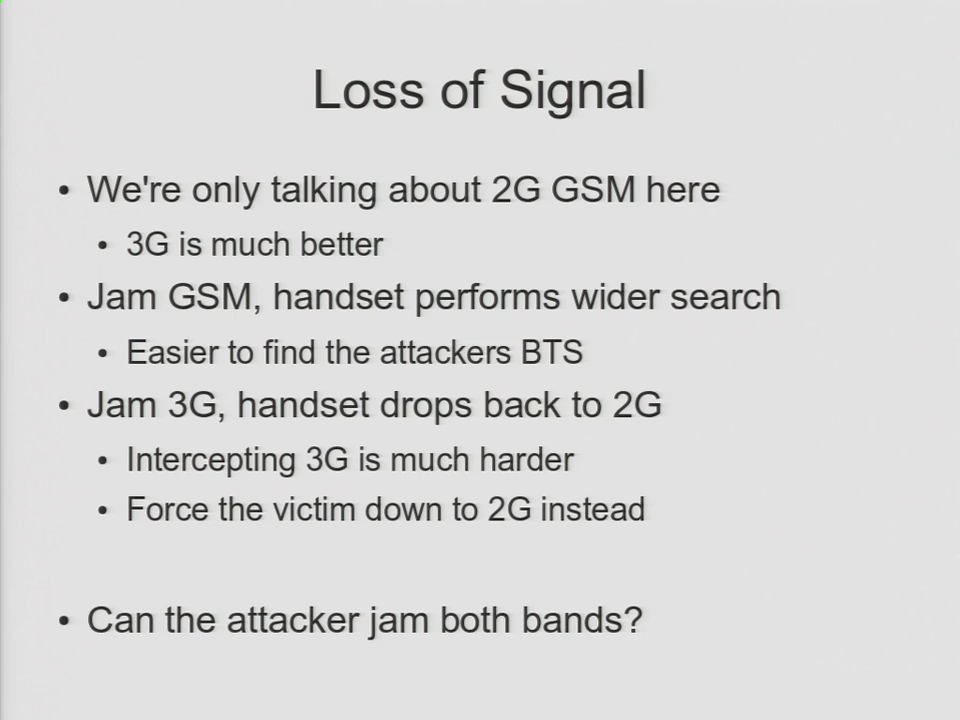 Loss of Signal
• We're only talking about 2G GSM here
• 3G is much better
• Jam GSM, handset performs wider search
• Easier to find the attackers BTS
• Jam 3G, handset drops back to 2G
• Intercepting 3G is much harder
• Force the victim down to 2G instead
• Can the attacker jam both bands?